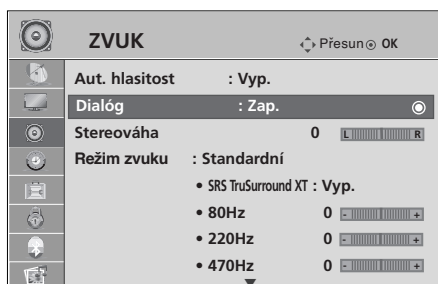 ZVUK Přesun OK
Aut. hlasitost : Vyp.
Dialóg : Zap.
Stereováha 0 L R
Režim zvuku : Standardní
• SRS TruSurround XT : Vyp.
• 80Hz 0 - +
• 220Hz 0 - +
• 470Hz 0 - +